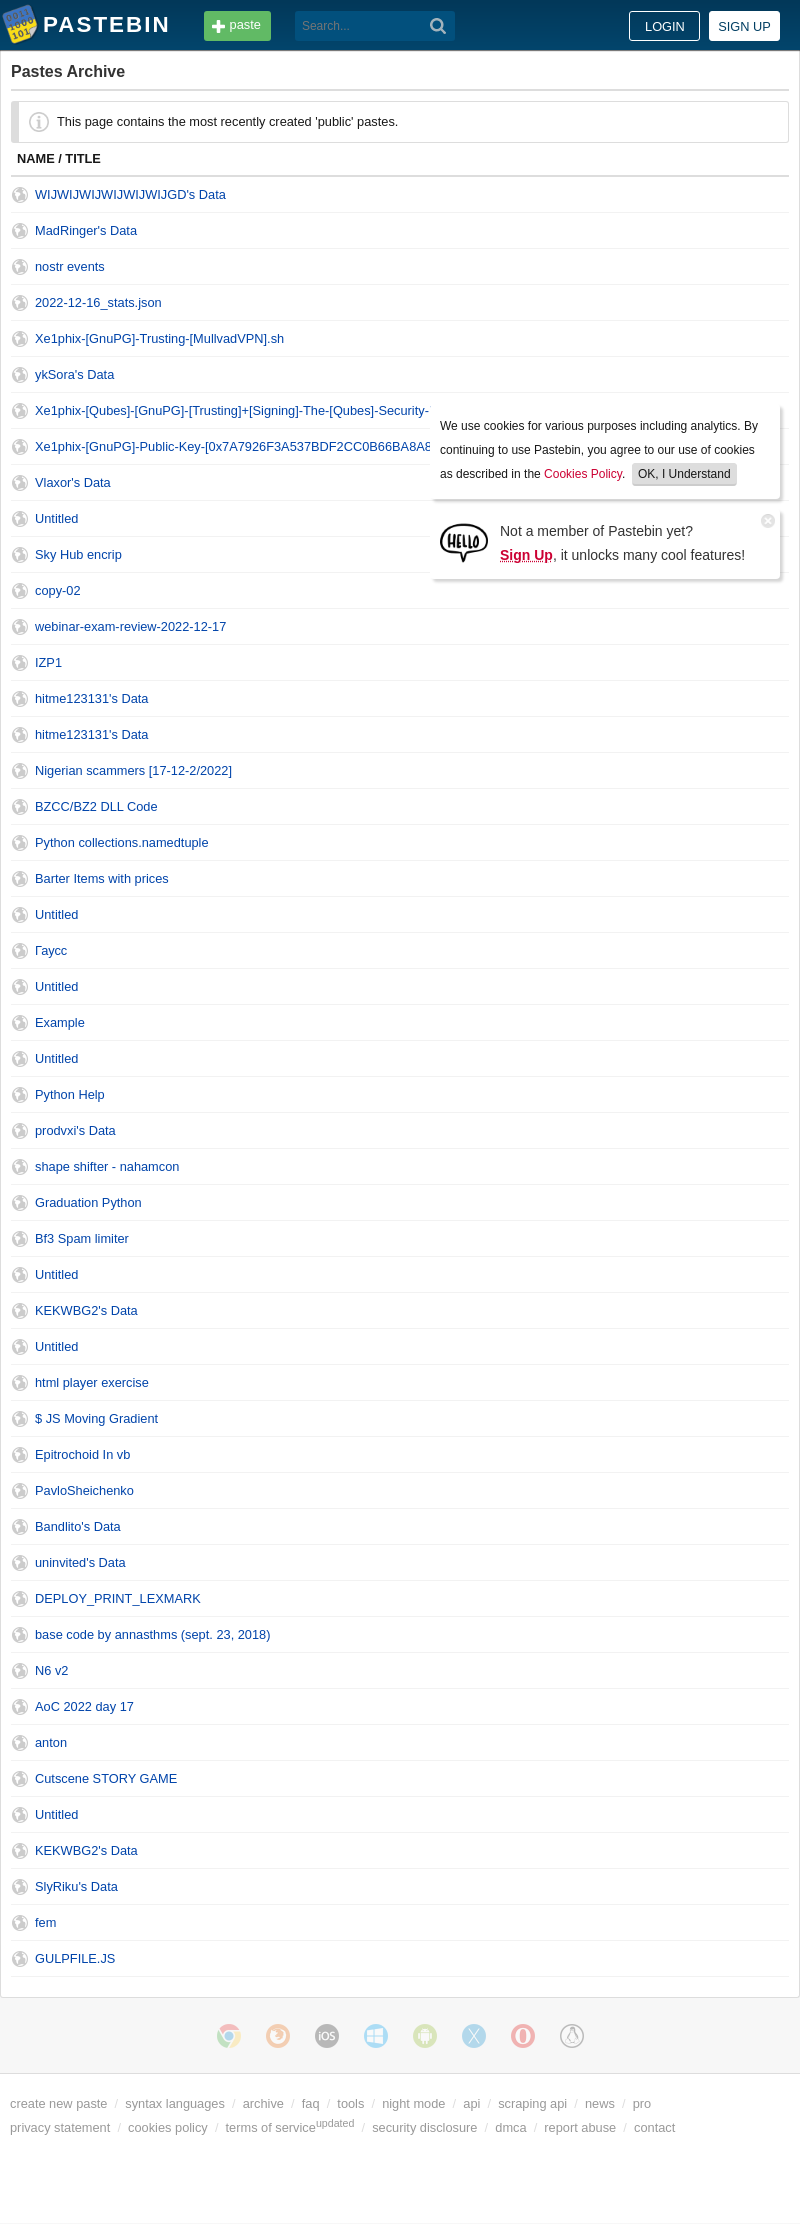 PASTEBIN paste Search... LOGIN SIGN UP
Pastes Archive
This page contains the most recently created 'public' pastes.
NAME / TITLE
WIJWIJWIJWIJWIJWIJGD's Data
MadRinger's Data
nostr events
2022-12-16_stats.json
Xe1phix-[GnuPG]-Trusting-[MullvadVPN].sh
ykSora's Data
Xe1phix-[Qubes]-[GnuPG]-[Trusting]+[Signing]-The-[Qubes]-Security-
Xe1phix-[GnuPG]-Public-Key-[0x7A7926F3A537BDF2CC0B66BA8A8
Vlaxor's Data
Untitled
Sky Hub encrip
copy-02
webinar-exam-review-2022-12-17
IZP1
hitme123131's Data
hitme123131's Data
Nigerian scammers [17-12-2/2022]
BZCC/BZ2 DLL Code
Python collections.namedtuple
Barter Items with prices
Untitled
Гаусс
Untitled
Example
Untitled
Python Help
prodvxi's Data
shape shifter - nahamcon
Graduation Python
Bf3 Spam limiter
Untitled
KEKWBG2's Data
Untitled
html player exercise
$ JS Moving Gradient
Epitrochoid In vb
PavloSheichenko
Bandlito's Data
uninvited's Data
DEPLOY_PRINT_LEXMARK
base code by annasthms (sept. 23, 2018)
N6 v2
AoC 2022 day 17
anton
Cutscene STORY GAME
Untitled
KEKWBG2's Data
SlyRiku's Data
fem
GULPFILE.JS
We use cookies for various purposes including analytics. By
continuing to use Pastebin, you agree to our use of cookies
as described in the Cookies Policy. OK, I Understand
HELLO
Not a member of Pastebin yet?
Sign Up, it unlocks many cool features!
iOS
create new paste / syntax languages / archive / faq / tools / night mode / api / scraping api / news / pro
privacy statement / cookies policy / terms of service updated / security disclosure / dmca / report abuse / contact